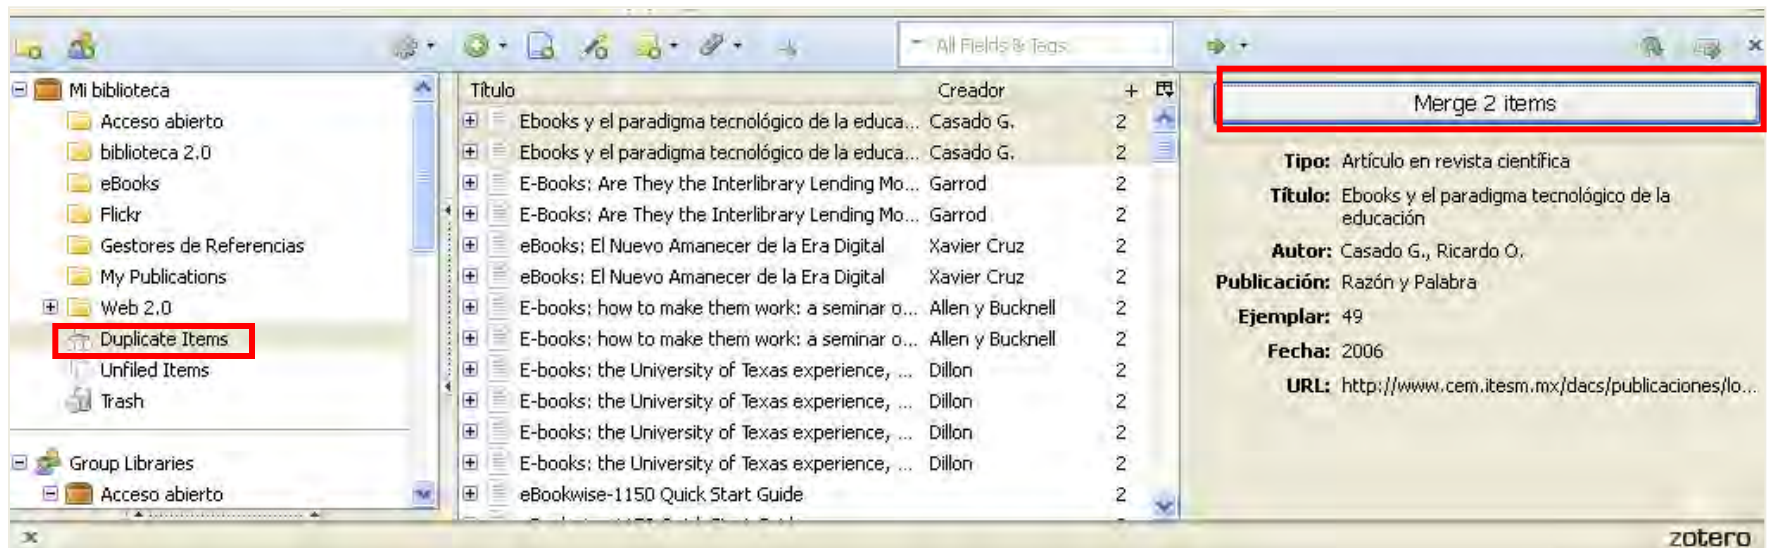 All Fields & Tags
Mi biblioteca
Acceso abierto
biblioteca 2.0
eBooks
Flickr
Gestores de Referencias
My Publications
Web 2.0
Duplicate Items
Unfiled Items
Trash
Group Libraries
Acceso abierto
Título Creador +
Ebooks y el paradigma tecnológico de la educa... Casado G. 2
Ebooks y el paradigma tecnológico de la educa... Casado G. 2
E-Books: Are They the Interlibrary Lending Mo... Garrod 2
E-Books: Are They the Interlibrary Lending Mo... Garrod 2
eBooks: El Nuevo Amanecer de la Era Digital Xavier Cruz 2
eBooks: El Nuevo Amanecer de la Era Digital Xavier Cruz 2
E-books: how to make them work: a seminar o... Allen y Bucknell 2
E-books: how to make them work: a seminar o... Allen y Bucknell 2
E-books: the University of Texas experience, ... Dillon 2
E-books: the University of Texas experience, ... Dillon 2
E-books: the University of Texas experience, ... Dillon 2
E-books: the University of Texas experience, ... Dillon 2
eBookwise-1150 Quick Start Guide 2
Merge 2 items
Tipo: Artículo en revista científica
Título: Ebooks y el paradigma tecnológico de la
educación
Autor: Casado G., Ricardo O.
Publicación: Razón y Palabra
Ejemplar: 49
Fecha: 2006
URL: http://www.cem.itesm.mx/dacs/publicaciones/lo...
zotero